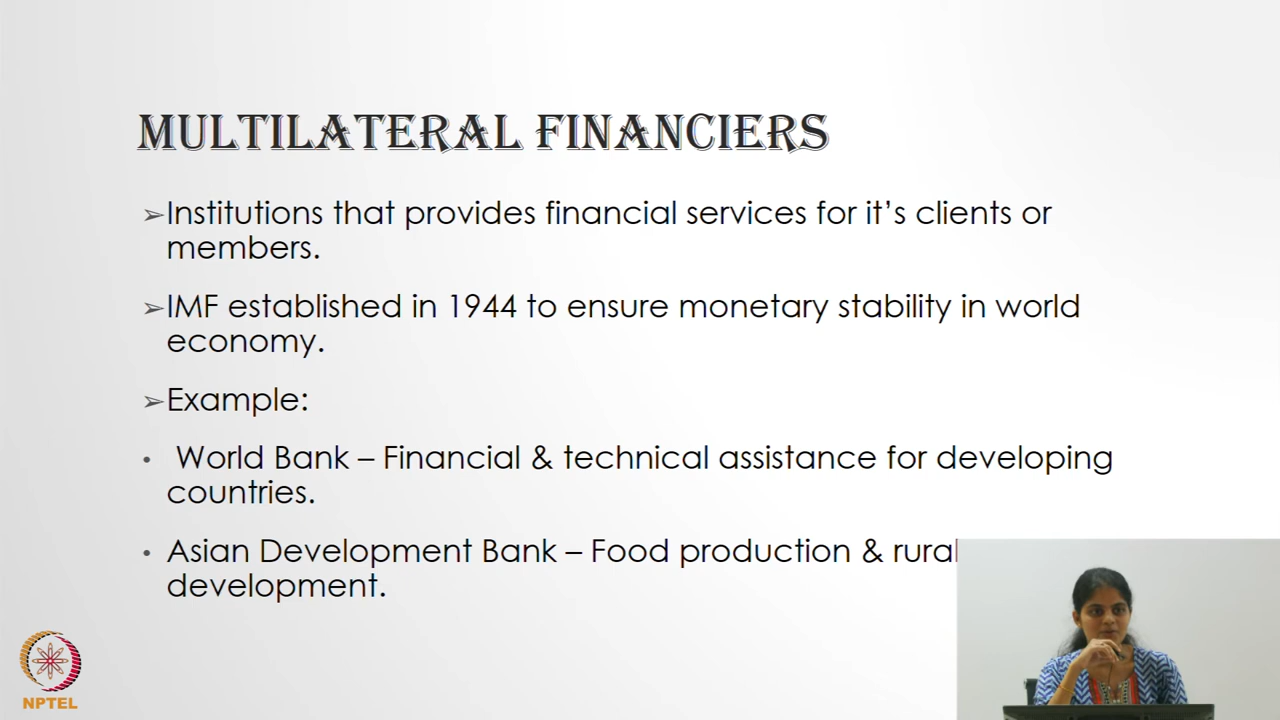 MULTILATERAL FINANCIERS
➢Institutions that provides financial services for it’s clients or
members.
➢IMF established in 1944 to ensure monetary stability in world
economy.
➢Example:
• World Bank – Financial & technical assistance for developing
countries.
• Asian Development Bank – Food production & rural
development.
NPTEL